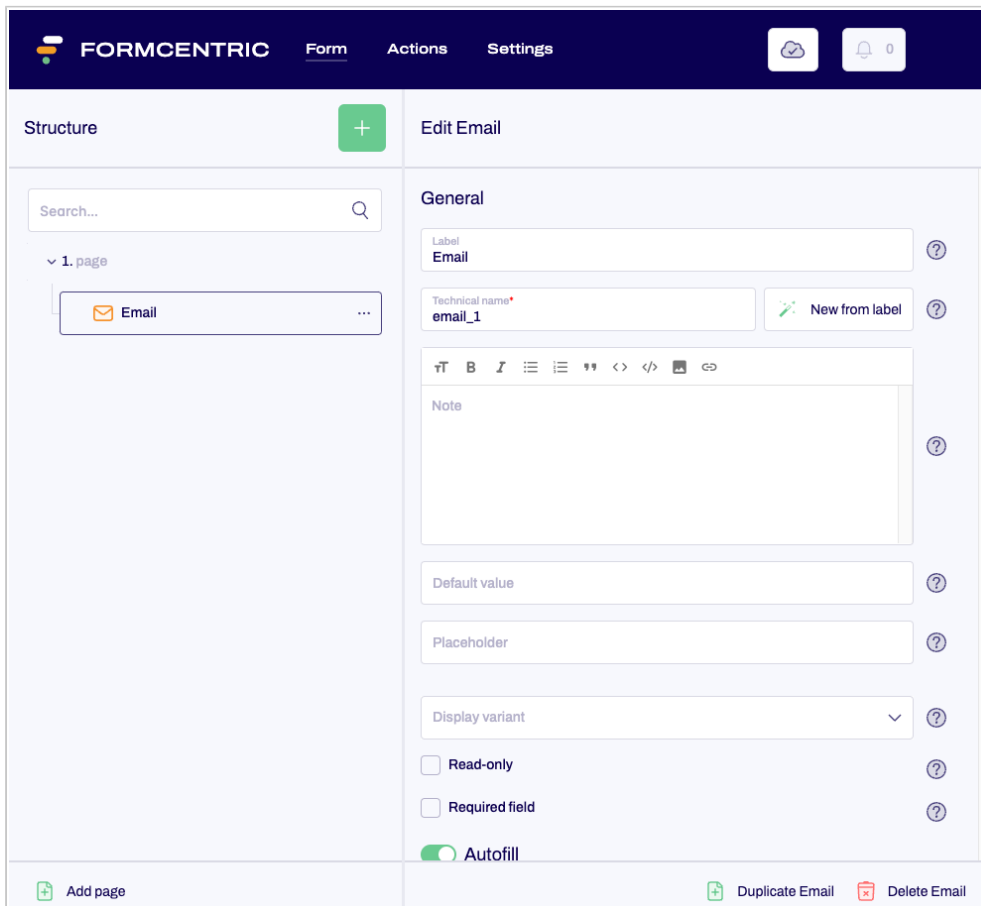 FORMCENTRIC Form Actions Settings 0
Structure
Edit Email
Search...
1. page
Email
General
Label
Email
Technical name*
email_1
New from label
Note
Default value
Placeholder
Display variant
Read-only
Required field
Autofill
Add page
Duplicate Email
Delete Email